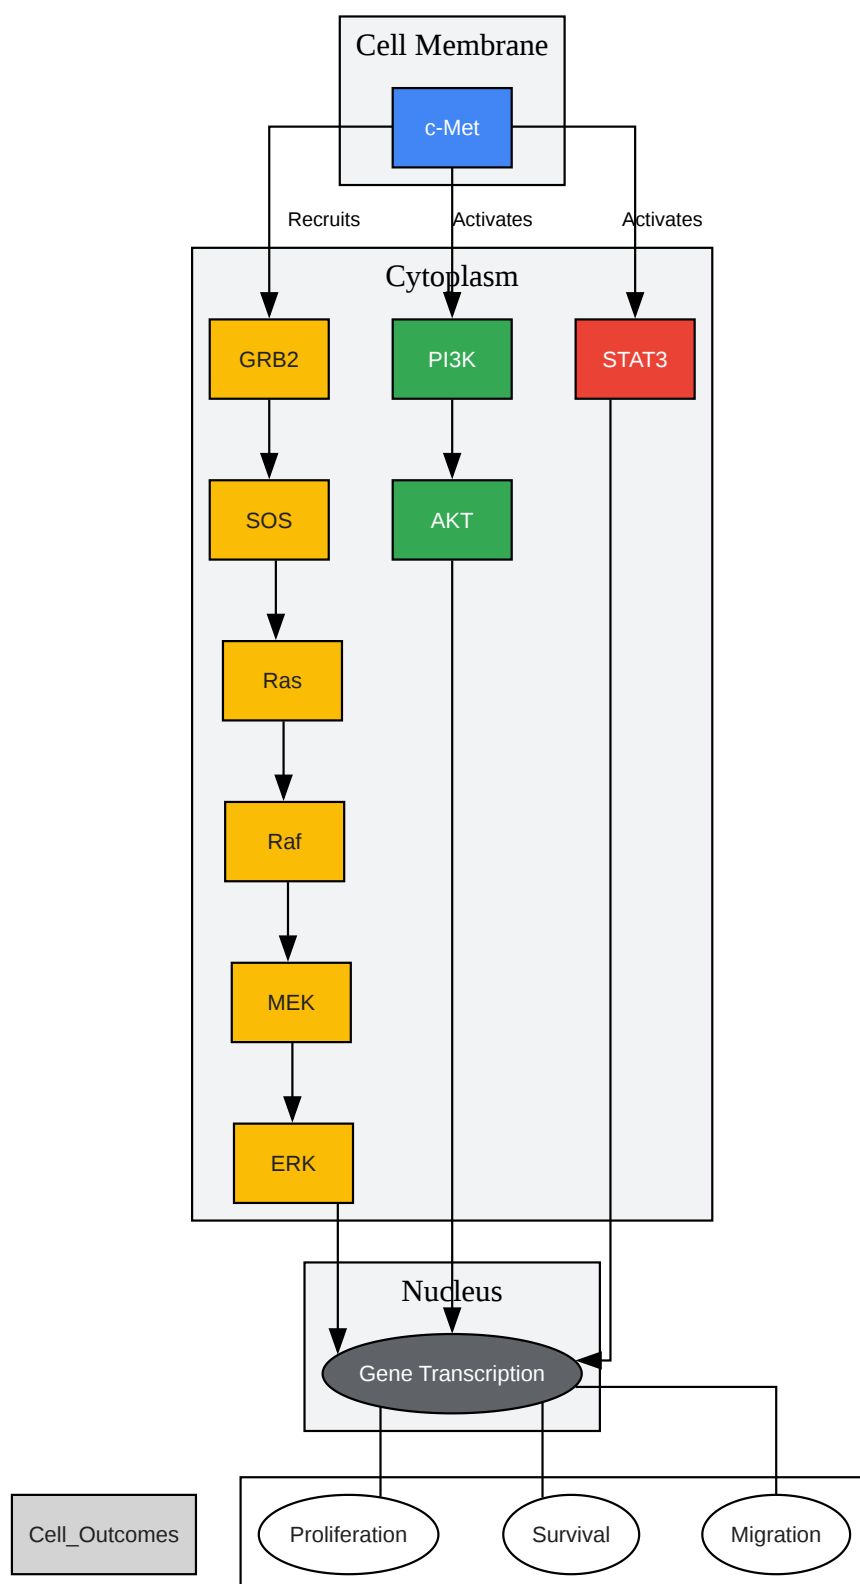 Cell Membrane
c-Met
Recruits
Activates
Activates
Cytoplasm
GRB2
PI3K
STAT3
SOS
AKT
Ras
Raf
MEK
ERK
Nucleus
Gene Transcription
Cell_Outcomes
Proliferation
Survival
Migration